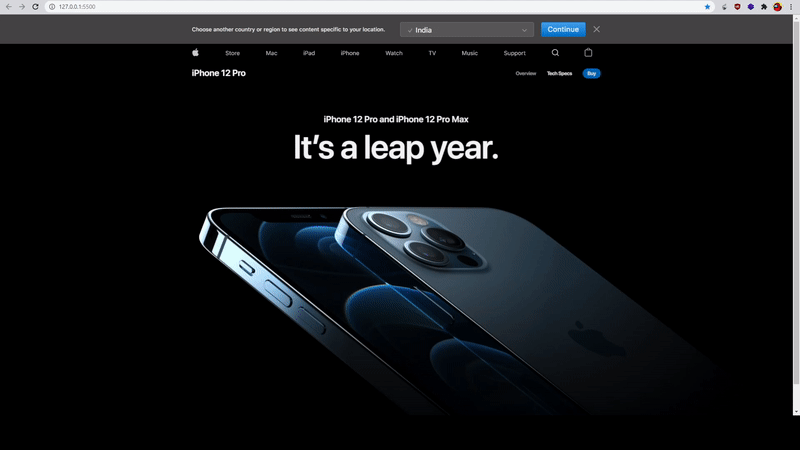 127.0.0.1:5500
Choose another country or region to see content specific to your location.
India
Continue
Store Mac iPad iPhone Watch TV Music Support
iPhone 12 Pro
Overview Tech Specs Buy
iPhone 12 Pro and iPhone 12 Pro Max
It's a leap year.